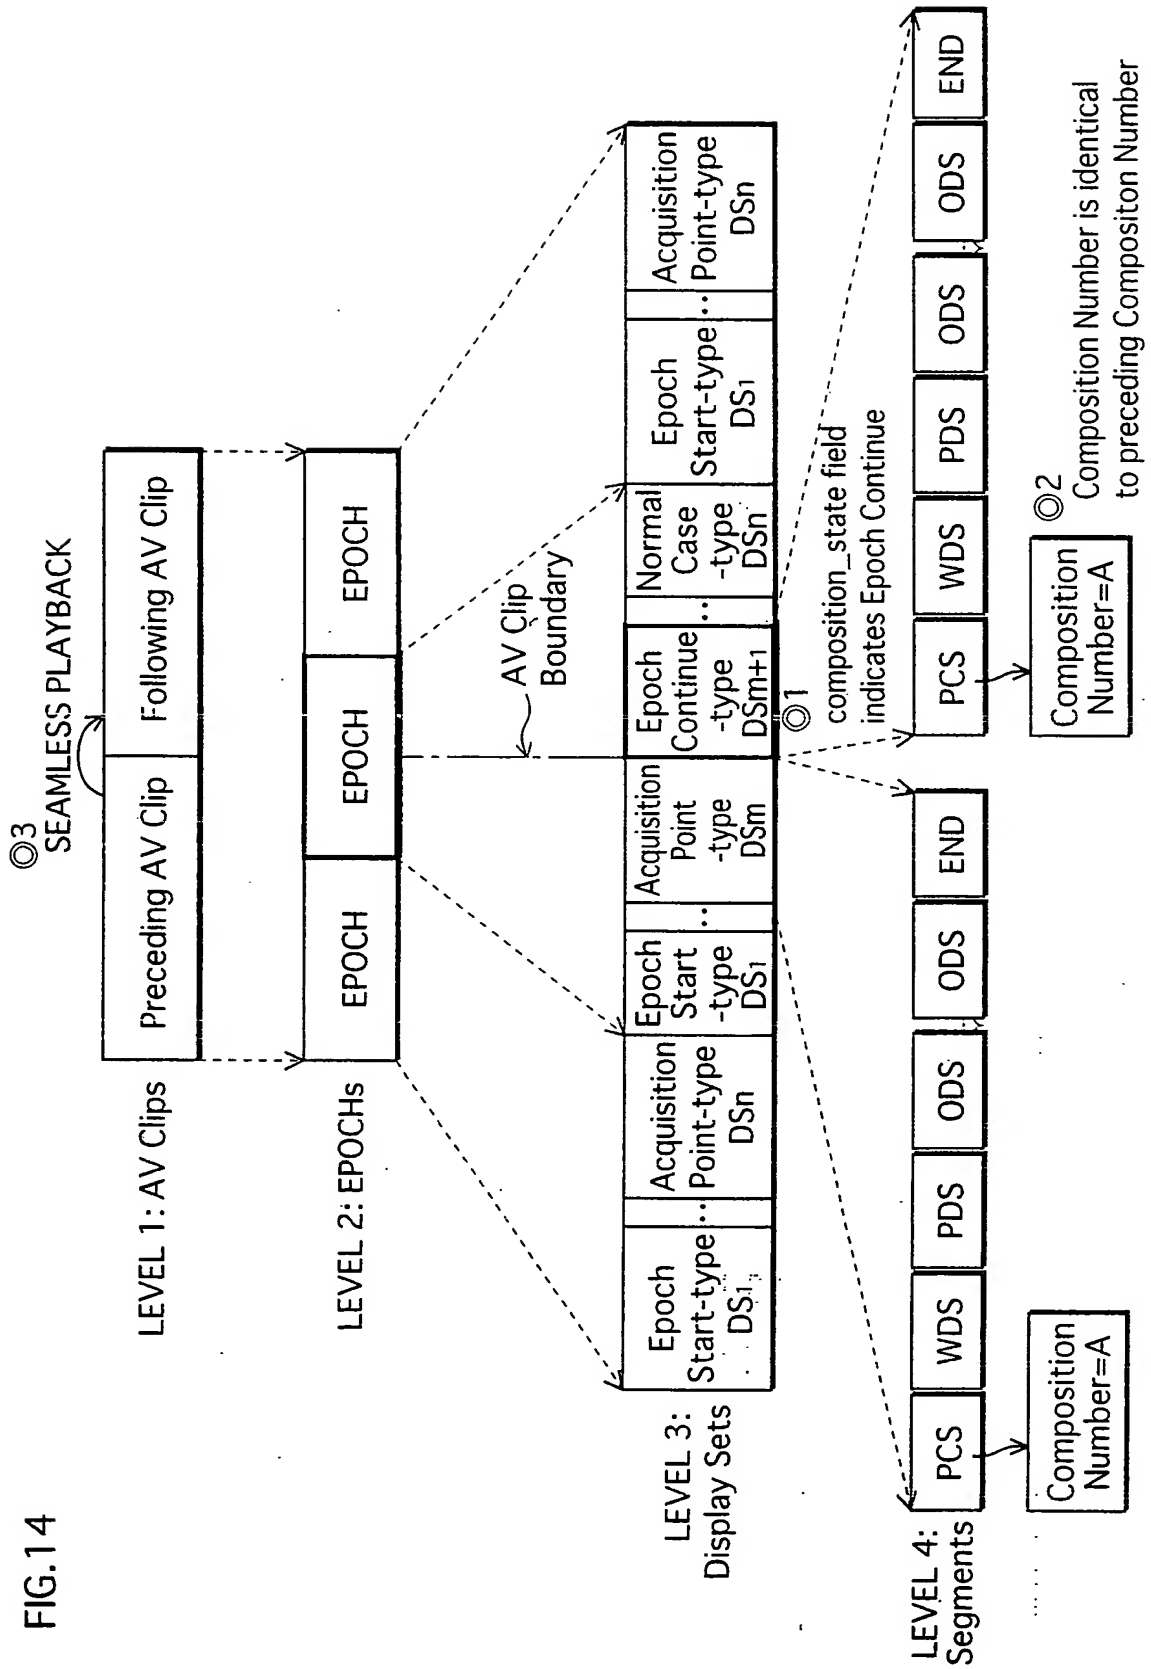 FIG.14
◎3
SEAMLESS PLAYBACK
LEVEL 1: AV Clips
Preceding AV Clip
Following AV Clip
LEVEL 2: EPOCHs
EPOCH
EPOCH
EPOCH
AV Clip
Boundary
LEVEL 3:
Display Sets
Epoch
Start-type
DS1
..
Acquisition
Point-type
DSn
Epoch
Start
-type
DS1
..
Acquisition
Point
-type
DSm
Epoch
Continue
-type
DSm+1
..
Normal
Case
-type
DSn
Epoch
Start-type
DS1
..
Acquisition
Point-type
DSn
◎1
composition_state field
indicates Epoch Continue
LEVEL 4:
Segments
PCS
WDS
PDS
ODS
ODS
END
PCS
WDS
PDS
ODS
ODS
END
Composition
Number=A
Composition
Number=A
◎2
Composition Number is identical
to preceding Compositon Number